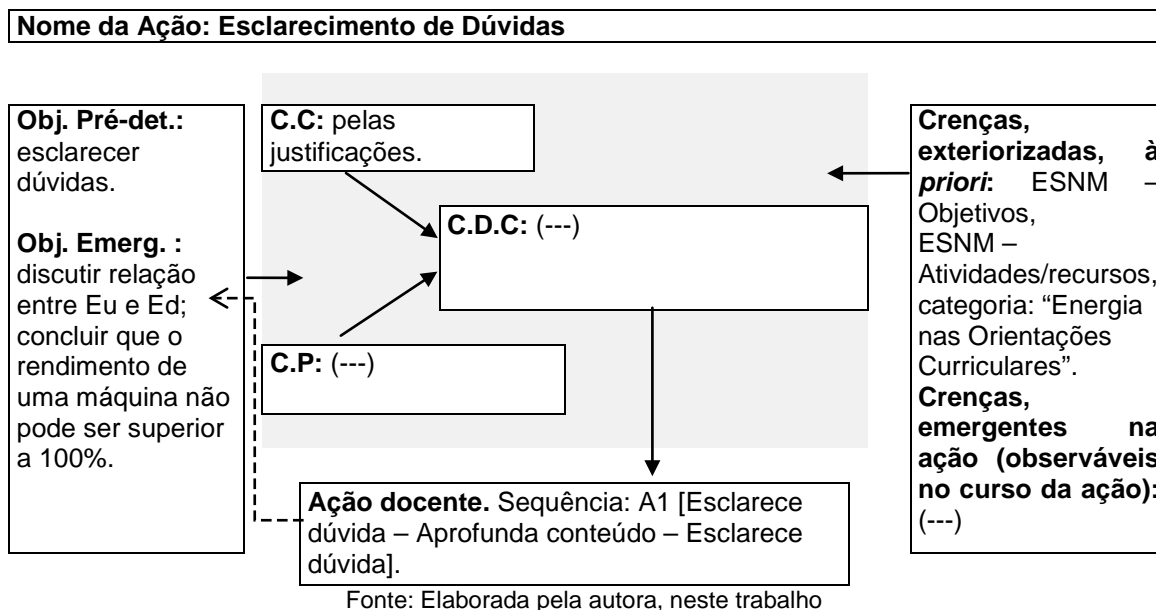 Nome da Ação: Esclarecimento de Dúvidas
Obj. Pré-det.:
esclarecer
dúvidas.
Obj. Emerg. :
discutir relação
entre Eu e Ed;
concluir que o
rendimento de
uma máquina não
pode ser superior
a 100%.
C.C: pelas
justificações.
C.D.C: (---)
C.P: (---)
Ação docente. Sequência: A1 [Esclarece
dúvida – Aprofunda conteúdo – Esclarece
dúvida].
Crenças,
exteriorizadas, à
priori: ESNM –
Objetivos,
ESNM –
Atividades/recursos,
categoria: “Energia
nas Orientações
Curriculares”.
Crenças,
emergentes na
ação (observáveis
no curso da ação):
(---)
Fonte: Elaborada pela autora, neste trabalho